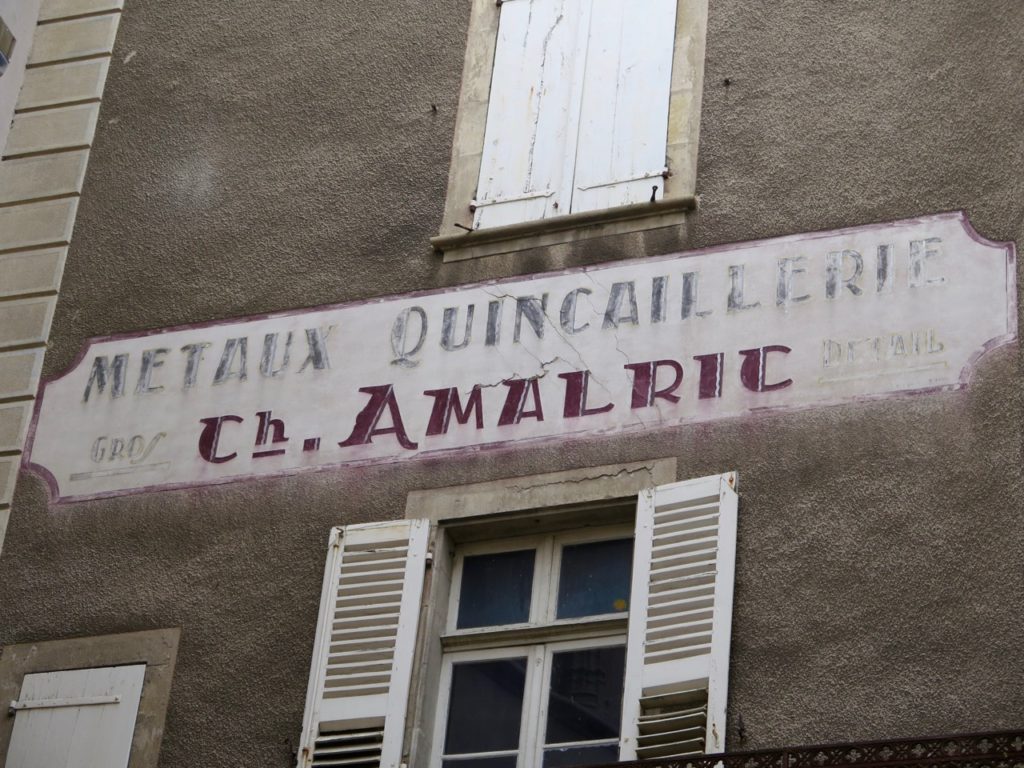 METAUX QUINCAILLERIE
GROS Ch. AMALRIC DETAIL